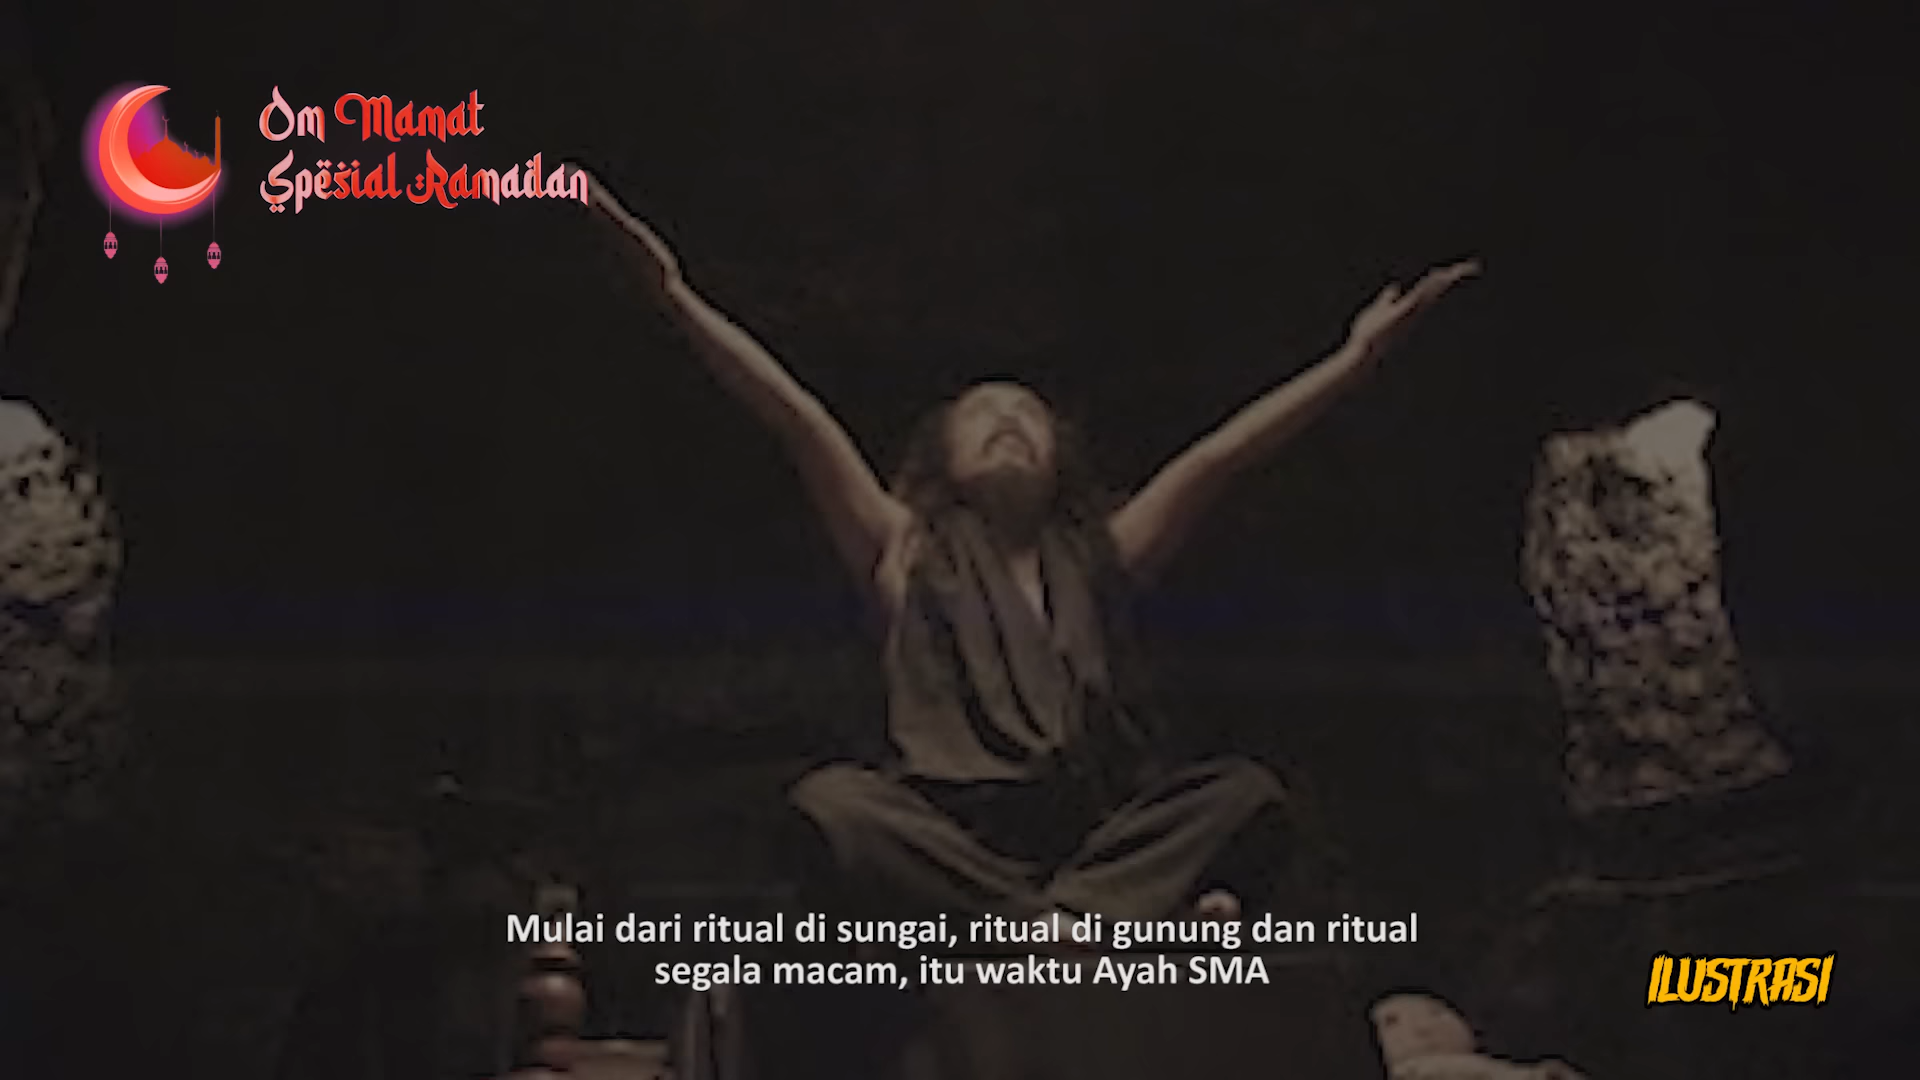 Om Mamat
Spesial Ramadan
Mulai dari ritual di sungai, ritual di gunung dan ritual
segala macam, itu waktu Ayah SMA
ILUSTRASI